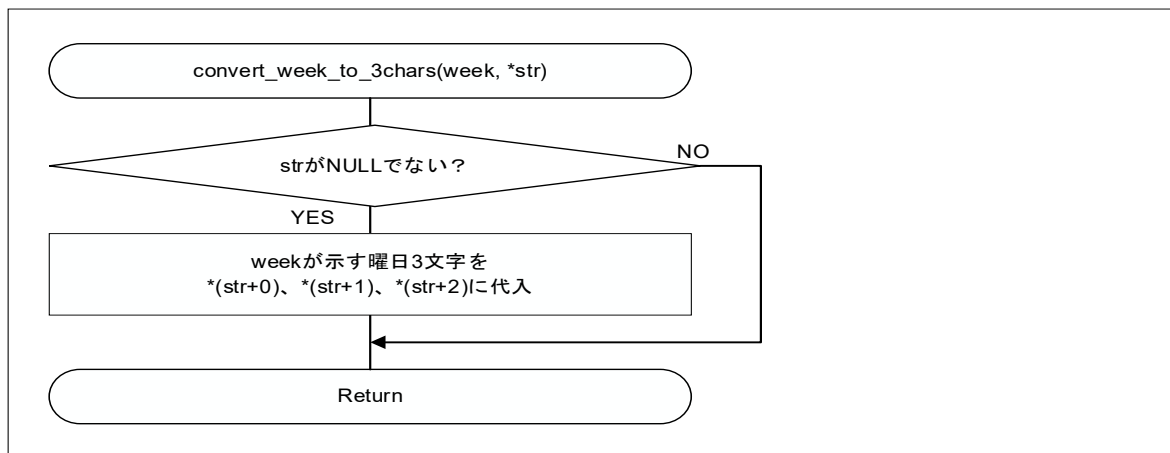 convert_week_to_3chars(week, *str)
strがNULLでない？
NO
YES
weekが示す曜日3文字を
*(str+0)、*(str+1)、*(str+2)に代入
Return